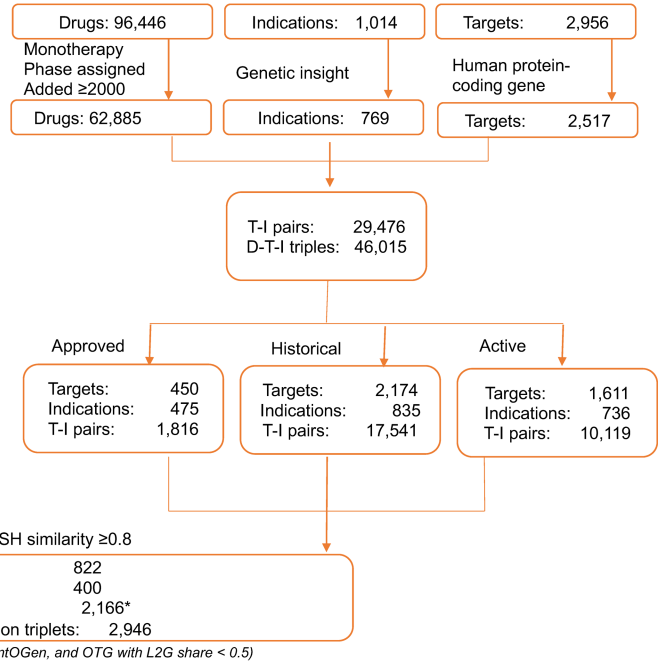 Drugs: 96,446
Indications: 1,014
Targets: 2,956
Monotherapy
Phase assigned
Added ≥2000
Genetic insight
Human protein-
coding gene
Drugs: 62,885
Indications: 769
Targets: 2,517
T-I pairs: 29,476
D-T-I triples: 46,015
Approved
Historical
Active
Targets: 450
Indications: 475
T-I pairs: 1,816
Targets: 2,174
Indications: 835
T-I pairs: 17,541
Targets: 1,611
Indications: 736
T-I pairs: 10,119
SH similarity ≥0.8
822
400
2,166*
on triplets: 2,946
ntOGen, and OTG with L2G share < 0.5)